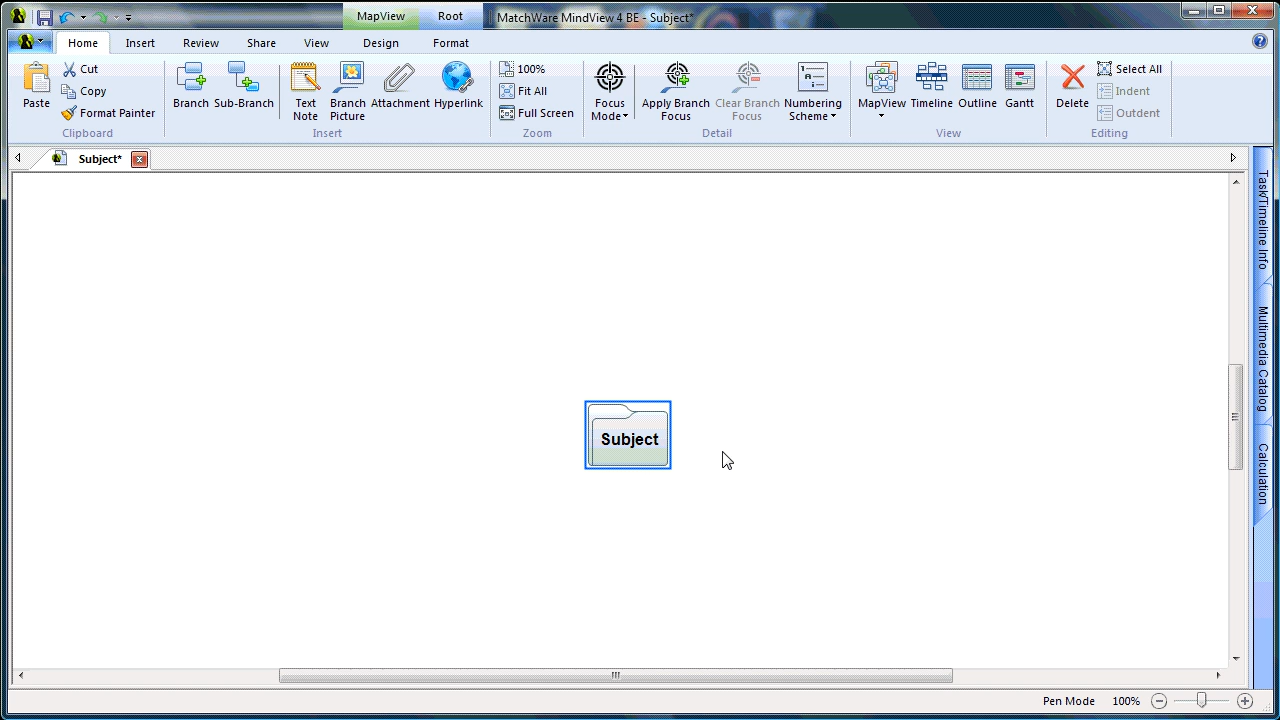 MapView Root MatchWare MindView 4 BE - Subject*
Home Insert Review Share View Design Format
Paste
Cut
Copy
Format Painter
Clipboard
Branch Sub-Branch
Text Note
Branch Picture
Attachment
Hyperlink
Insert
100%
Fit All
Full Screen
Zoom
Focus Mode
Apply Branch Focus
Clear Branch Focus
Numbering Scheme
Detail
MapView Timeline Outline Gantt
View
Delete
Select All
Indent
Outdent
Editing
Subject*
Task/Timeline Info
Multimedia Catalog
Calculation
Subject
Pen Mode 100%